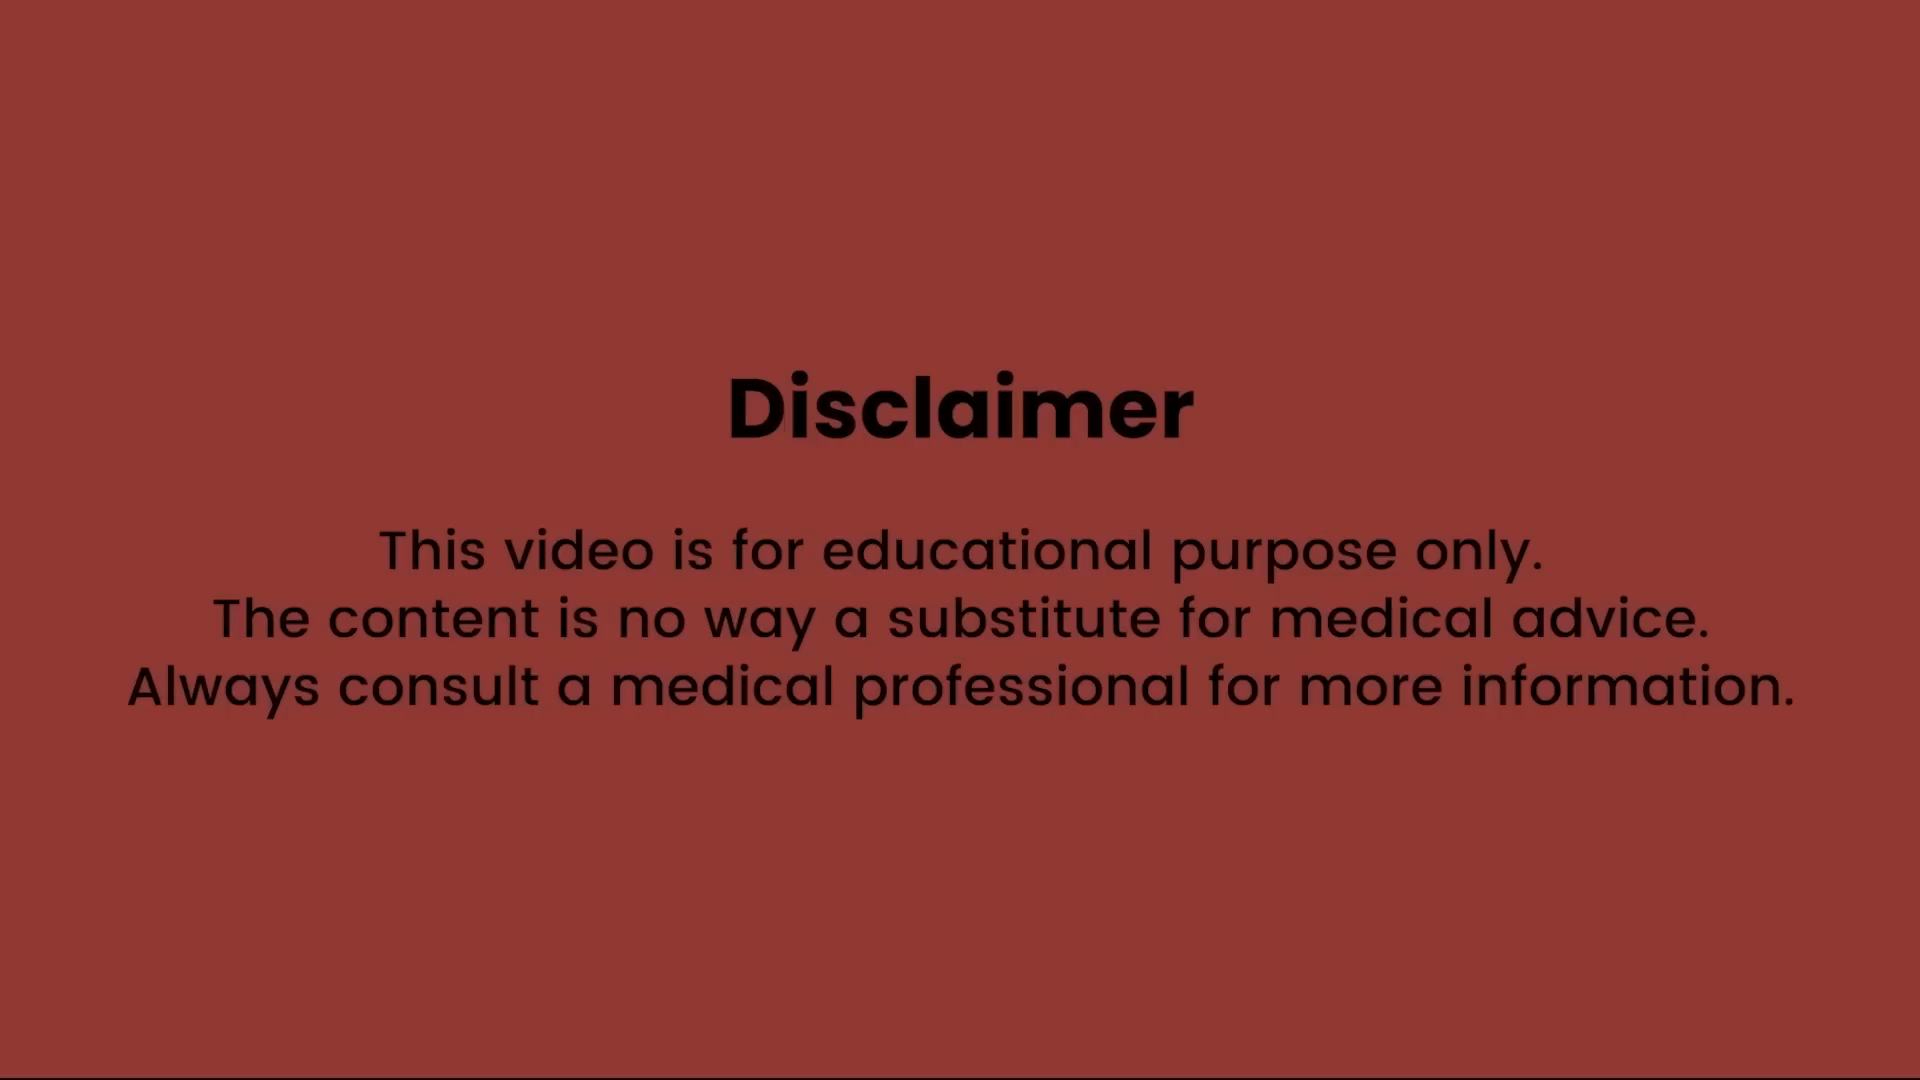 Disclaimer
This video is for educational purpose only.
The content is no way a substitute for medical advice.
Always consult a medical professional for more information.